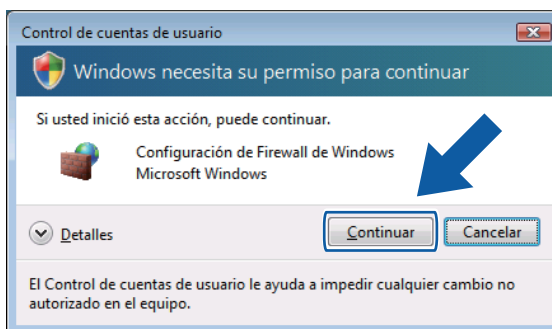 Control de cuentas de usuario
Windows necesita su permiso para continuar
Si usted inició esta acción, puede continuar.
Configuración de Firewall de Windows
Microsoft Windows
Detalles
Continuar
Cancelar
El Control de cuentas de usuario le ayuda a impedir cualquier cambio no
autorizado en el equipo.